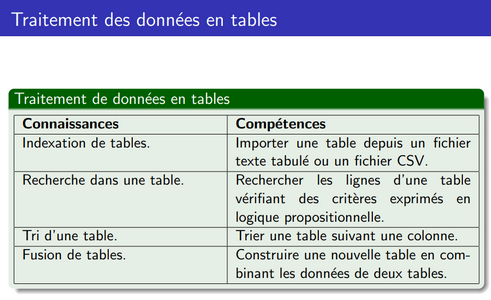 Traitement des données en tables
Traitement de données en tables
Connaissances Compétences
Indexation de tables. Importer une table depuis un fichier
texte tabulé ou un fichier CSV.
Recherche dans une table. Rechercher les lignes d'une table
vérifiant des critères exprimés en
logique propositionnelle.
Tri d'une table. Trier une table suivant une colonne.
Fusion de tables. Construire une nouvelle table en com-
binant les données de deux tables.